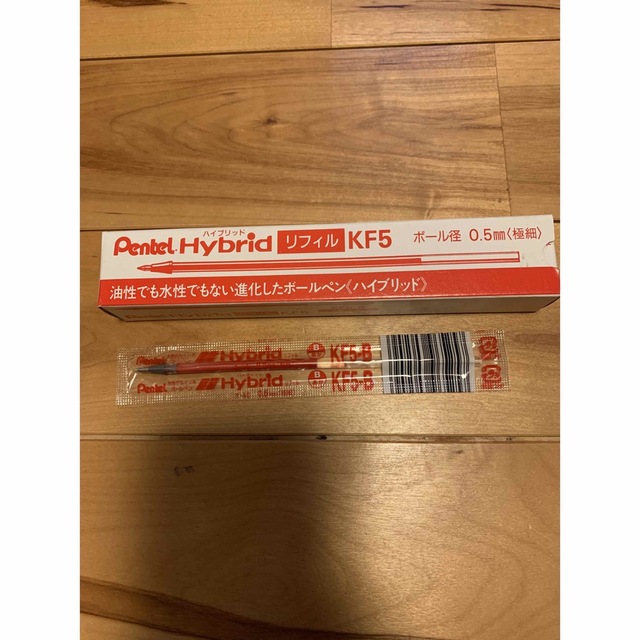 ハイブリッド
Pentel Hybrid リフィル KF5 ボール径 0.5mm〈極細〉
油性でも水性でもない進化したボールペン《ハイブリッド》
Pentel Hybrid B KF5-B
Pentel Hybrid B KF5-B